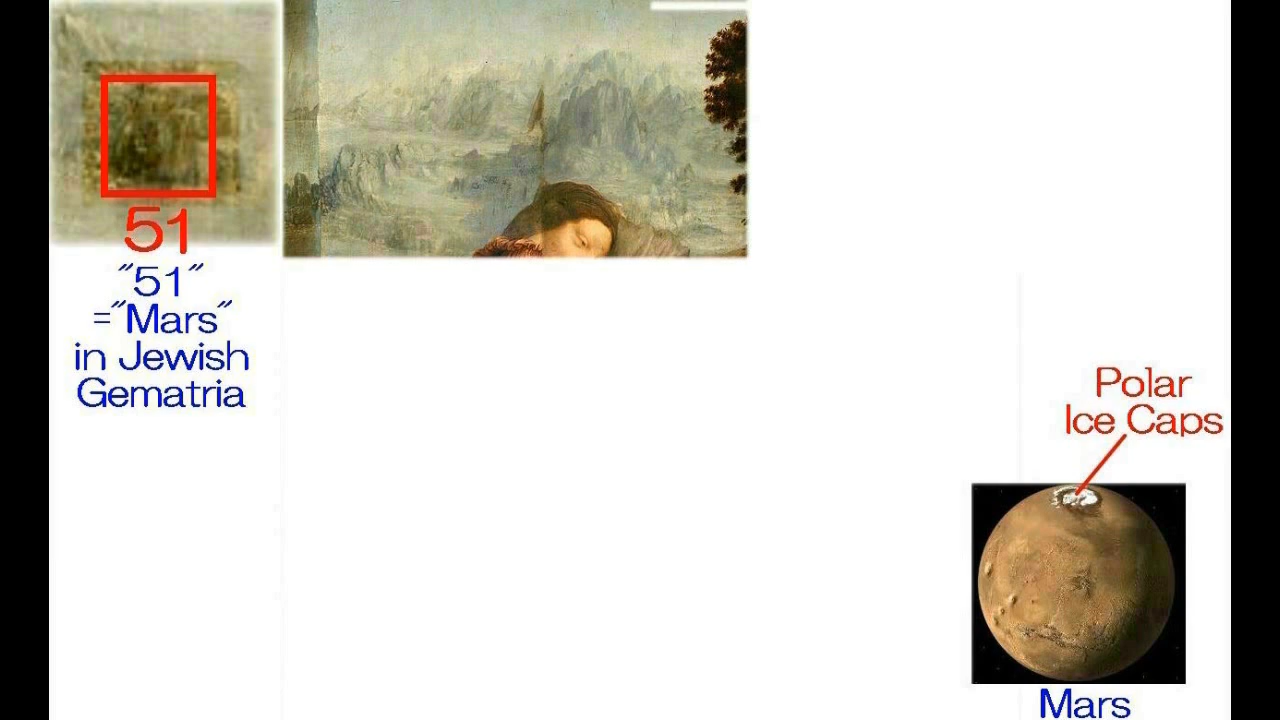 51
"51"
="Mars"
in Jewish
Gematria
Polar
Ice Caps
Mars